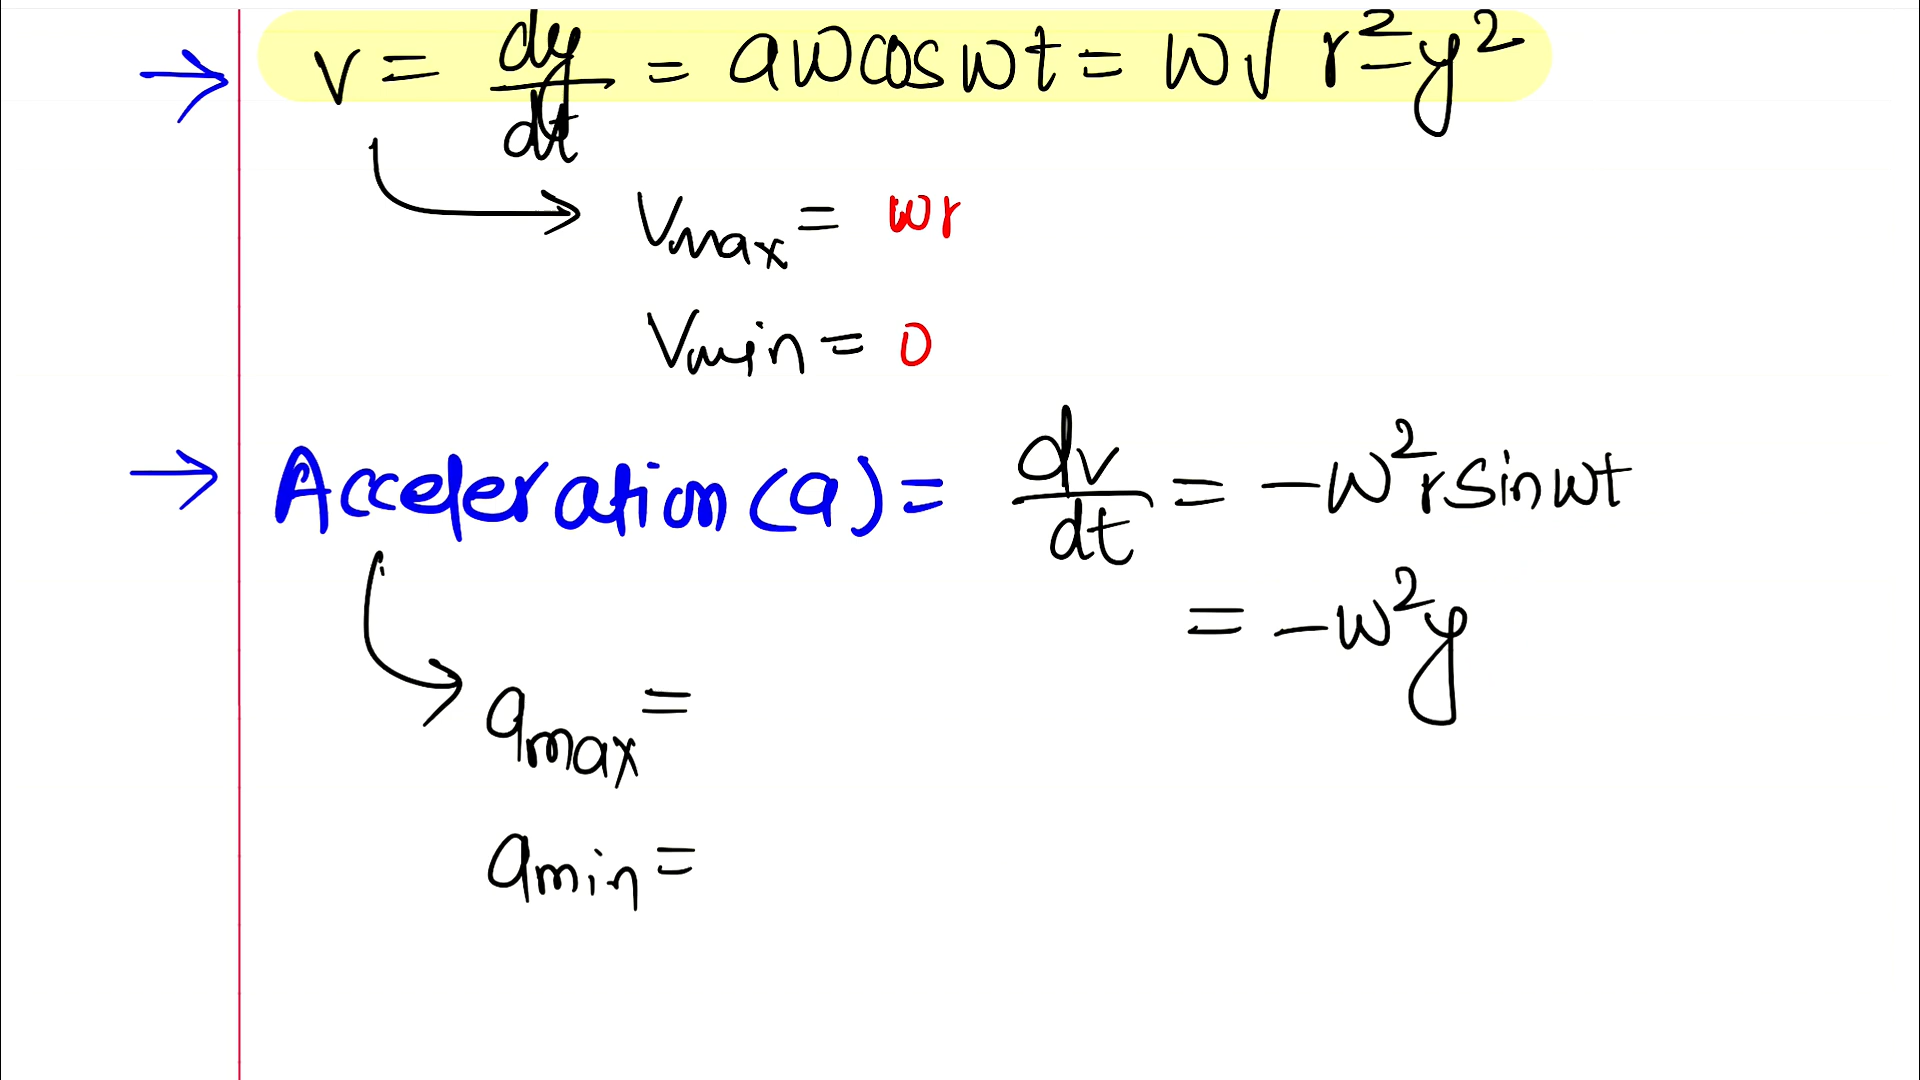 → v = dy/dt = aωcosωt = ω√ r²-y²
Vmax = ωr
Vmin = 0
→ Acceleration (a) = dv/dt = -ω²rsinωt
= -ω²y
amax =
amin =